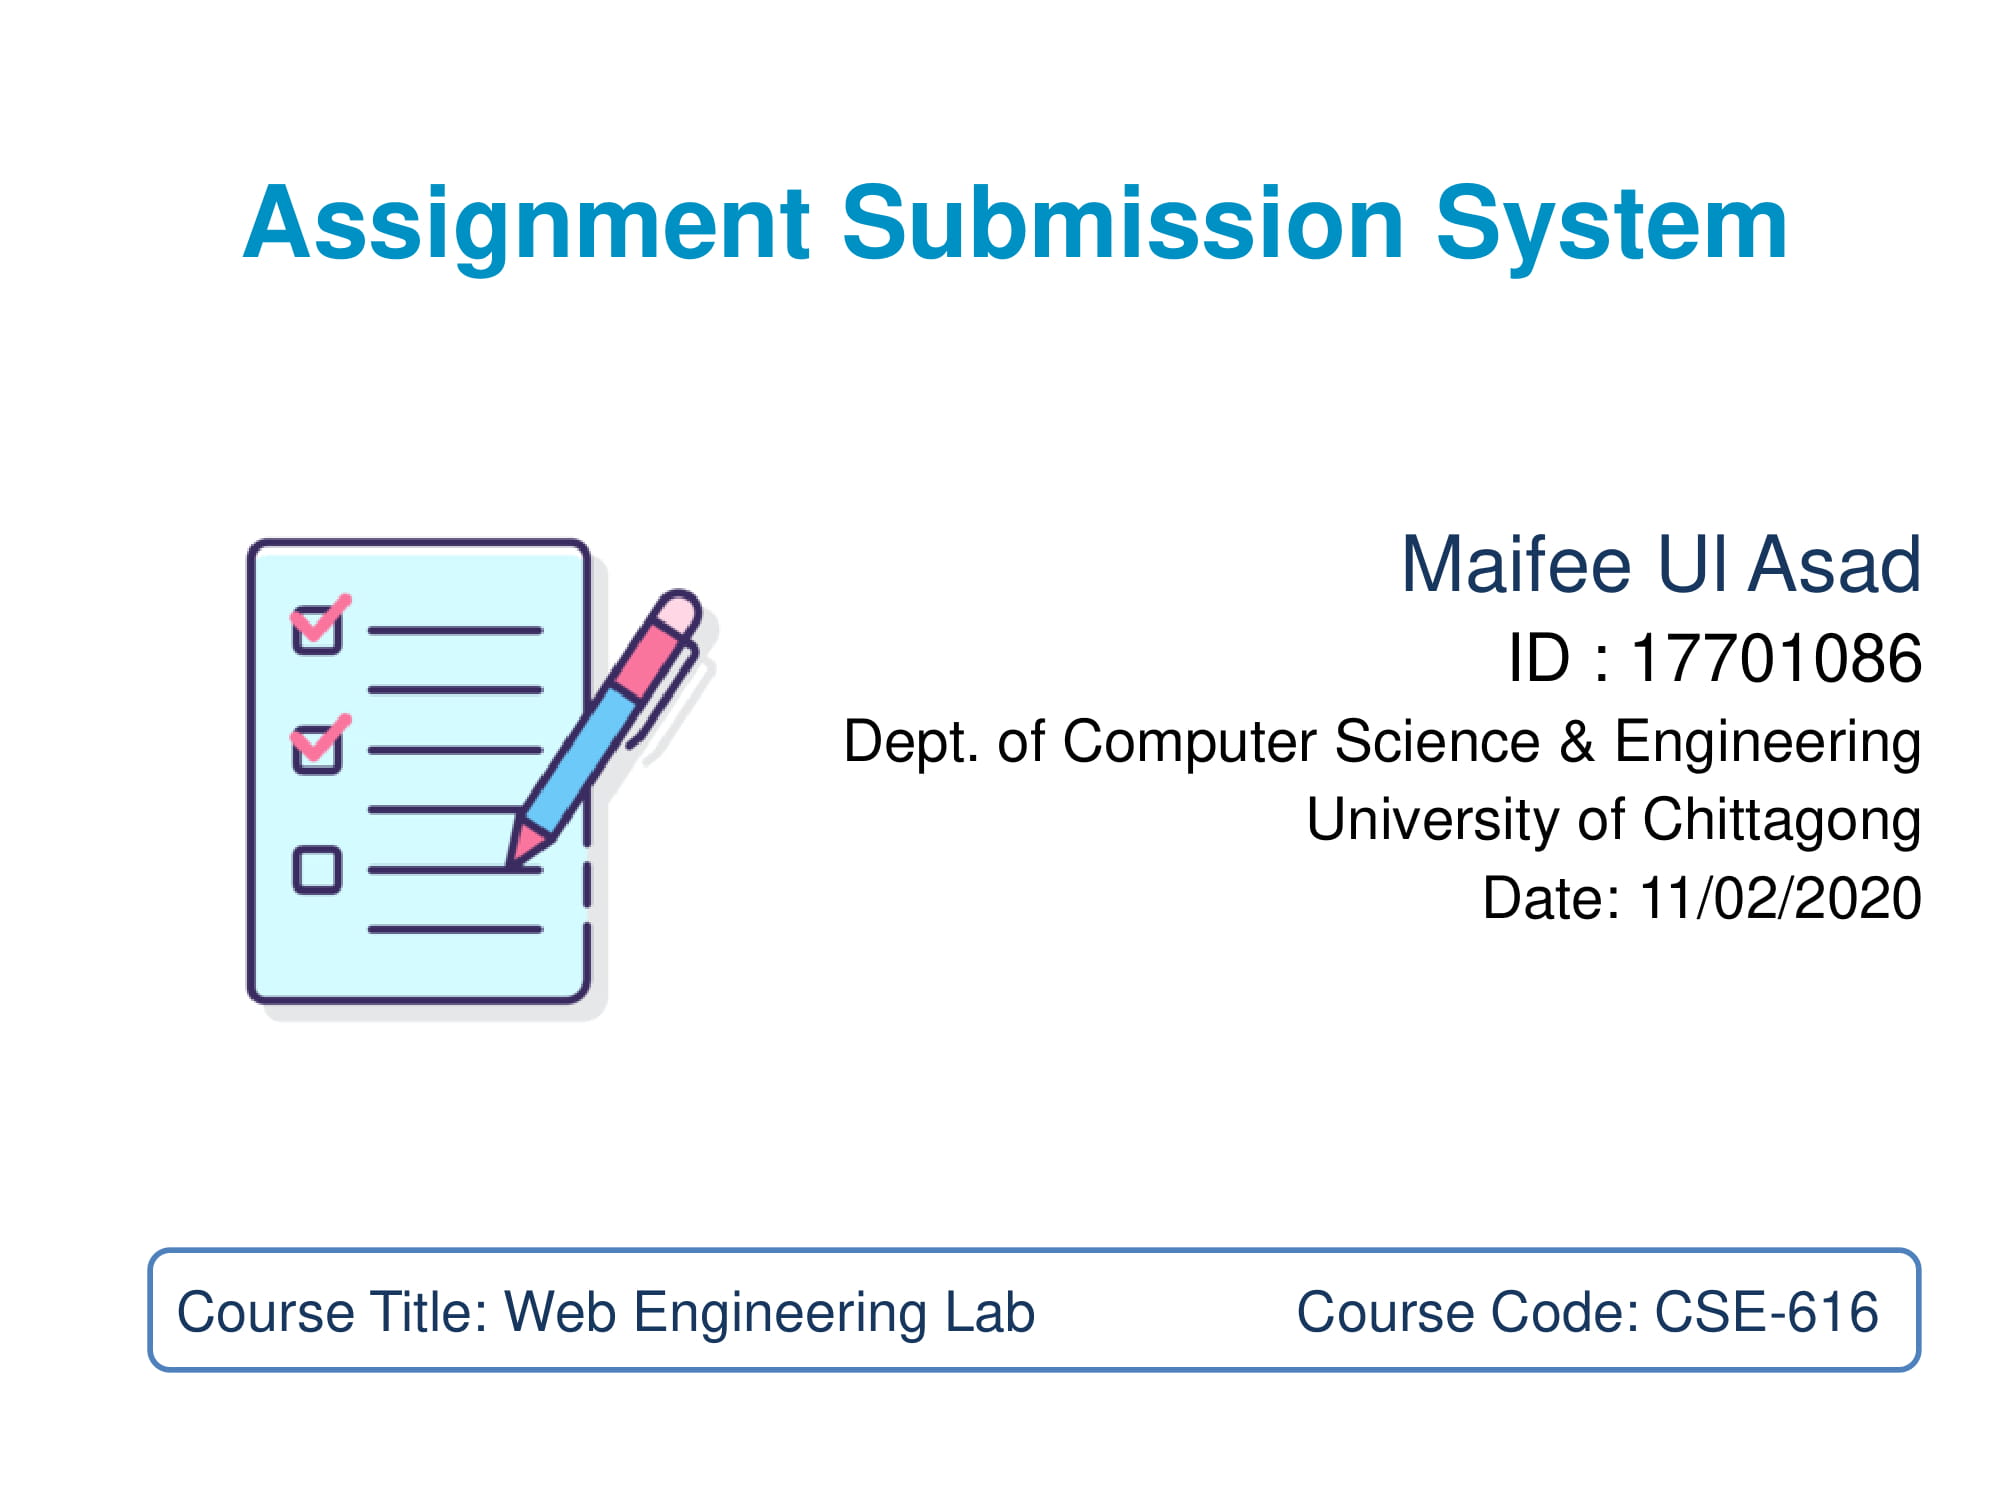 Assignment Submission System
Maifee Ul Asad
ID : 17701086
Dept. of Computer Science & Engineering
University of Chittagong
Date: 11/02/2020
Course Title: Web Engineering Lab Course Code: CSE-616